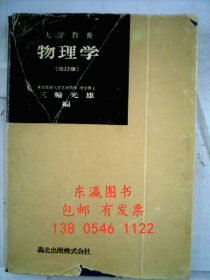 大学教養
物理学
(改訂版)
三輪光雄
編
东瀛图书
包邮 有发票
138 0546 1122
森北出版株式会社